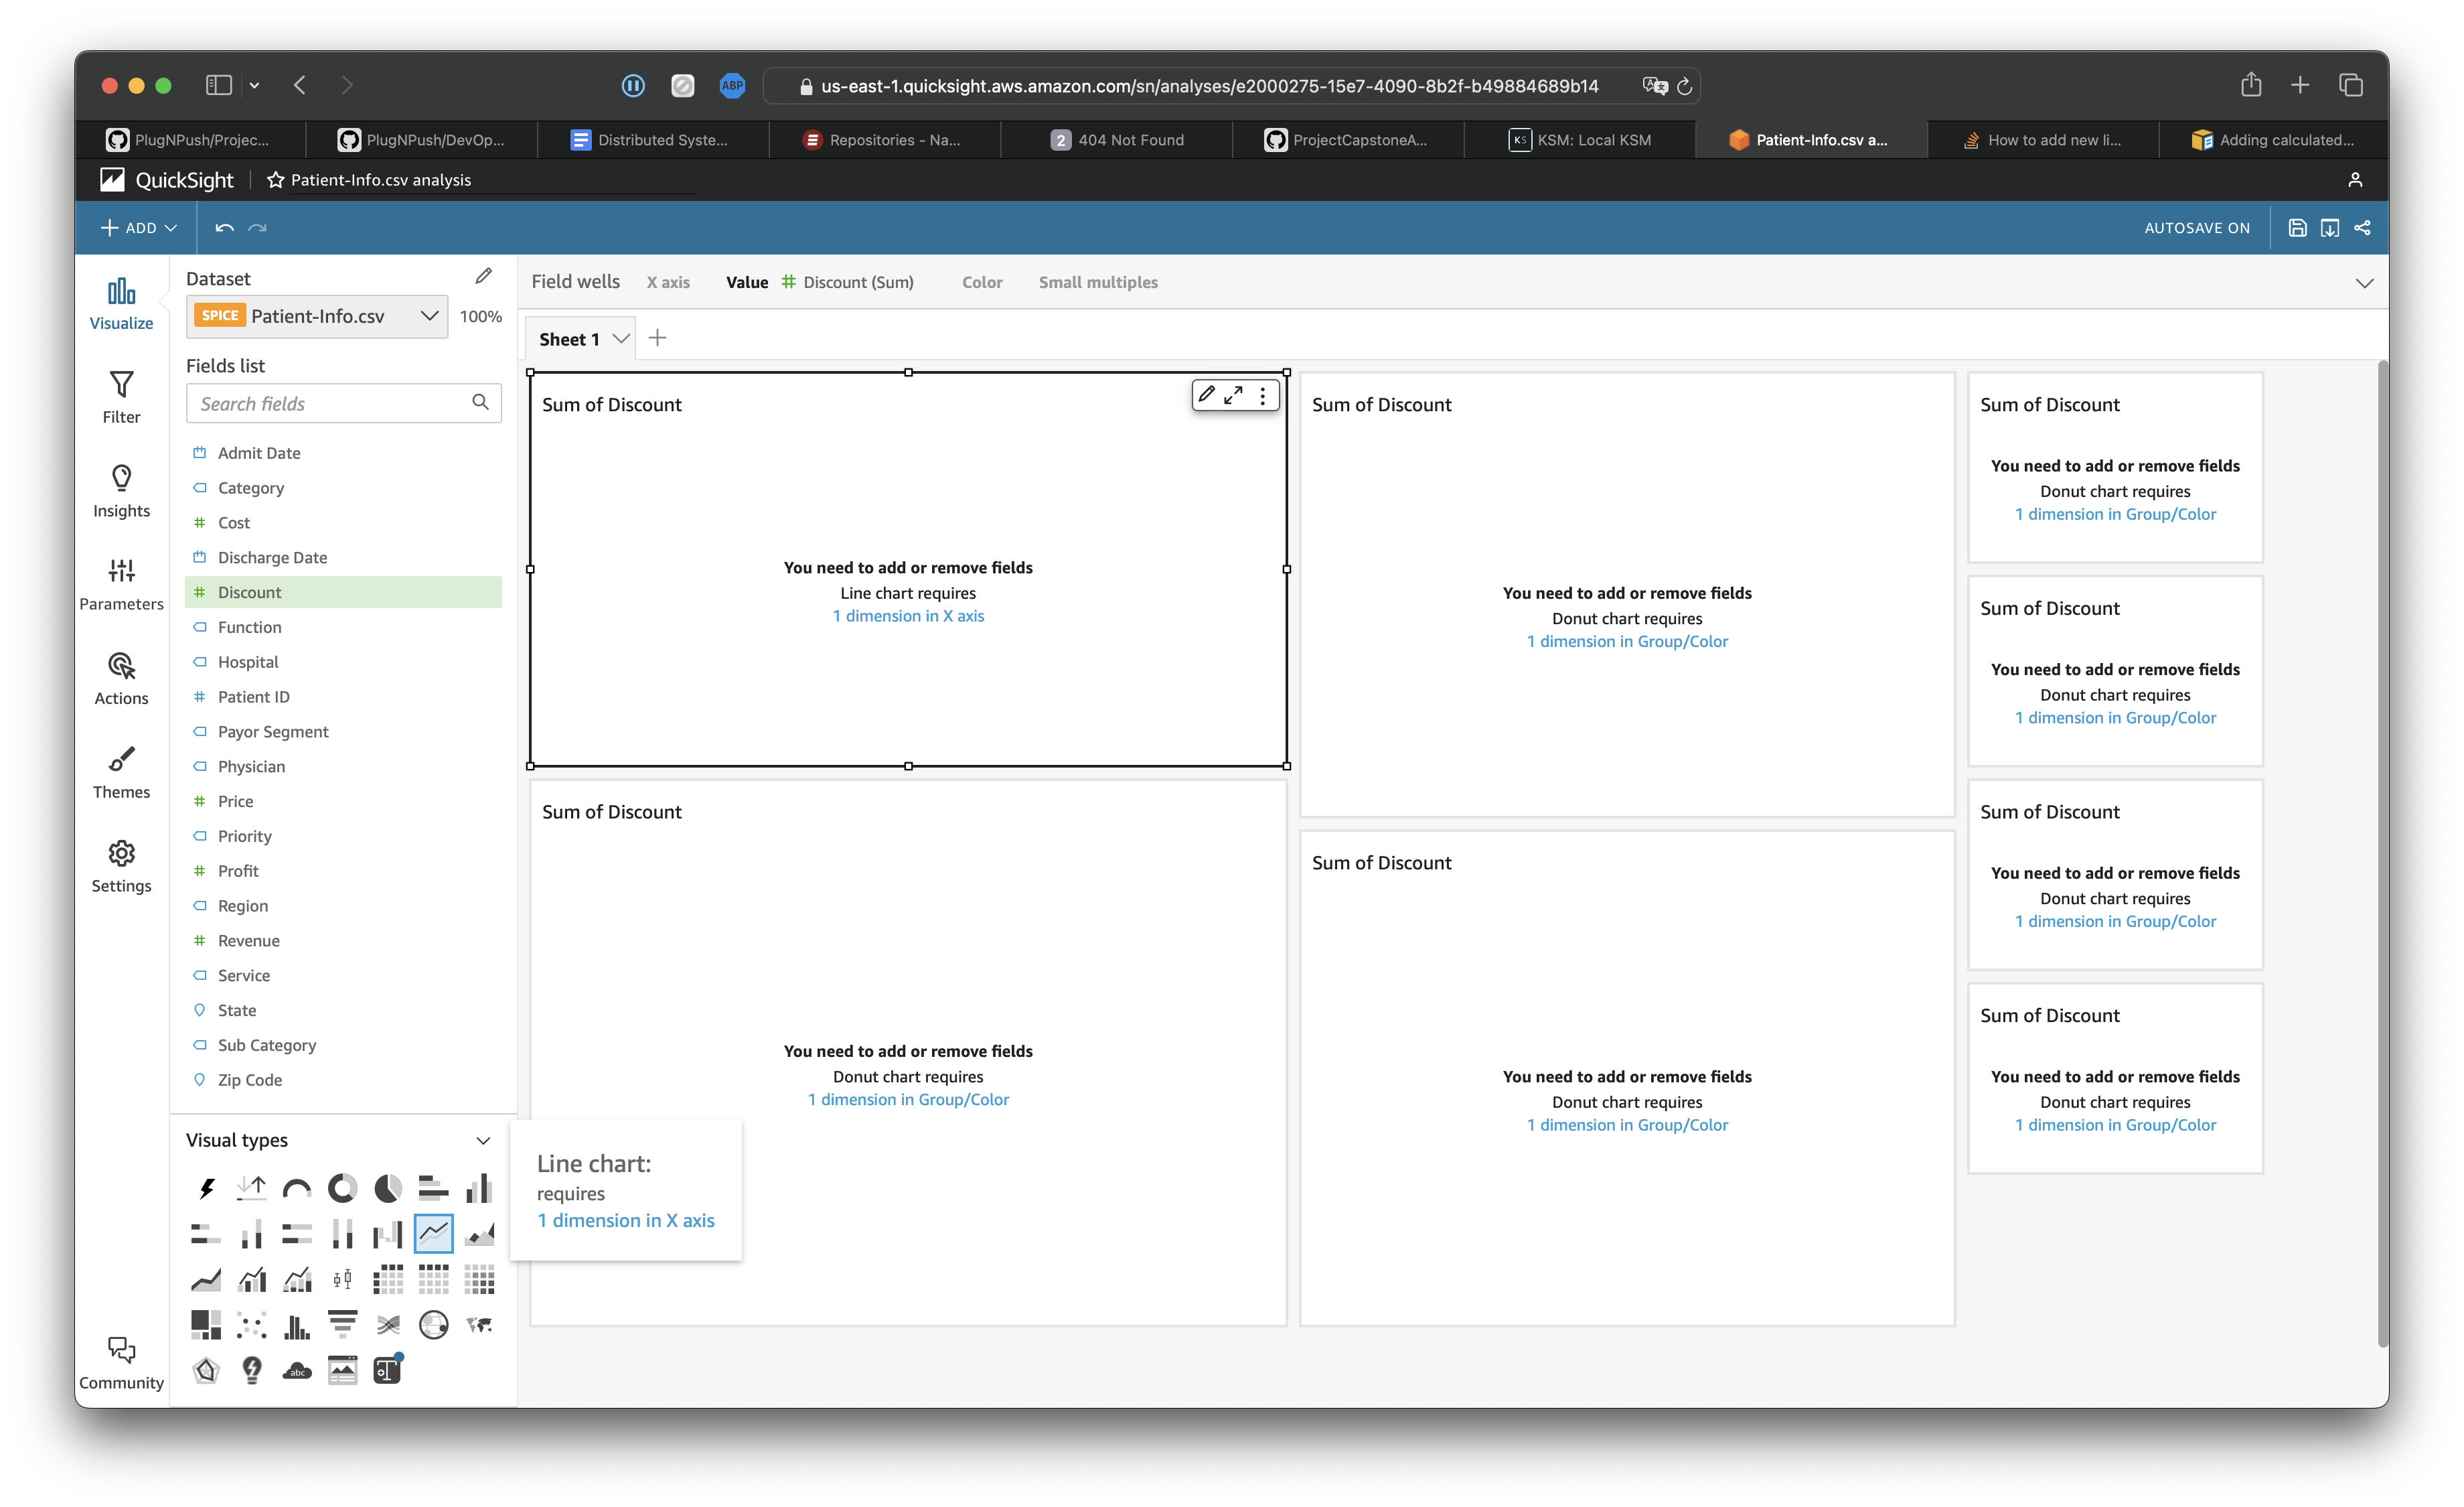 ABP
us-east-1.quicksight.aws.amazon.com/sn/analyses/e2000275-15e7-4090-8b2f-b49884689b14
PlugNPush/Projec...
PlugNPush/DevOp...
Distributed Syste...
Repositories - Na...
2 404 Not Found
ProjectCapstoneA...
KS KSM: Local KSM
Patient-Info.csv a...
How to add new li...
Adding calculated...
QuickSight
Patient-Info.csv analysis
ADD
AUTOSAVE ON
Visualize
Filter
Insights
Parameters
Actions
Themes
Settings
Community
Dataset
SPICE Patient-Info.csv
100%
Fields list
Search fields
Admit Date
Category
# Cost
Discharge Date
# Discount
Function
Hospital
# Patient ID
Payor Segment
Physician
# Price
Priority
# Profit
Region
# Revenue
Service
State
Sub Category
Zip Code
Visual types
abc
Line chart:
requires
1 dimension in X axis
Field wells
X axis
Value # Discount (Sum)
Color
Small multiples
Sheet 1
Sum of Discount
You need to add or remove fields
Line chart requires
1 dimension in X axis
Sum of Discount
You need to add or remove fields
Donut chart requires
1 dimension in Group/Color
Sum of Discount
You need to add or remove fields
Donut chart requires
1 dimension in Group/Color
Sum of Discount
You need to add or remove fields
Donut chart requires
1 dimension in Group/Color
Sum of Discount
You need to add or remove fields
Donut chart requires
1 dimension in Group/Color
Sum of Discount
You need to add or remove fields
Donut chart requires
1 dimension in Group/Color
Sum of Discount
You need to add or remove fields
Donut chart requires
1 dimension in Group/Color
Sum of Discount
You need to add or remove fields
Donut chart requires
1 dimension in Group/Color